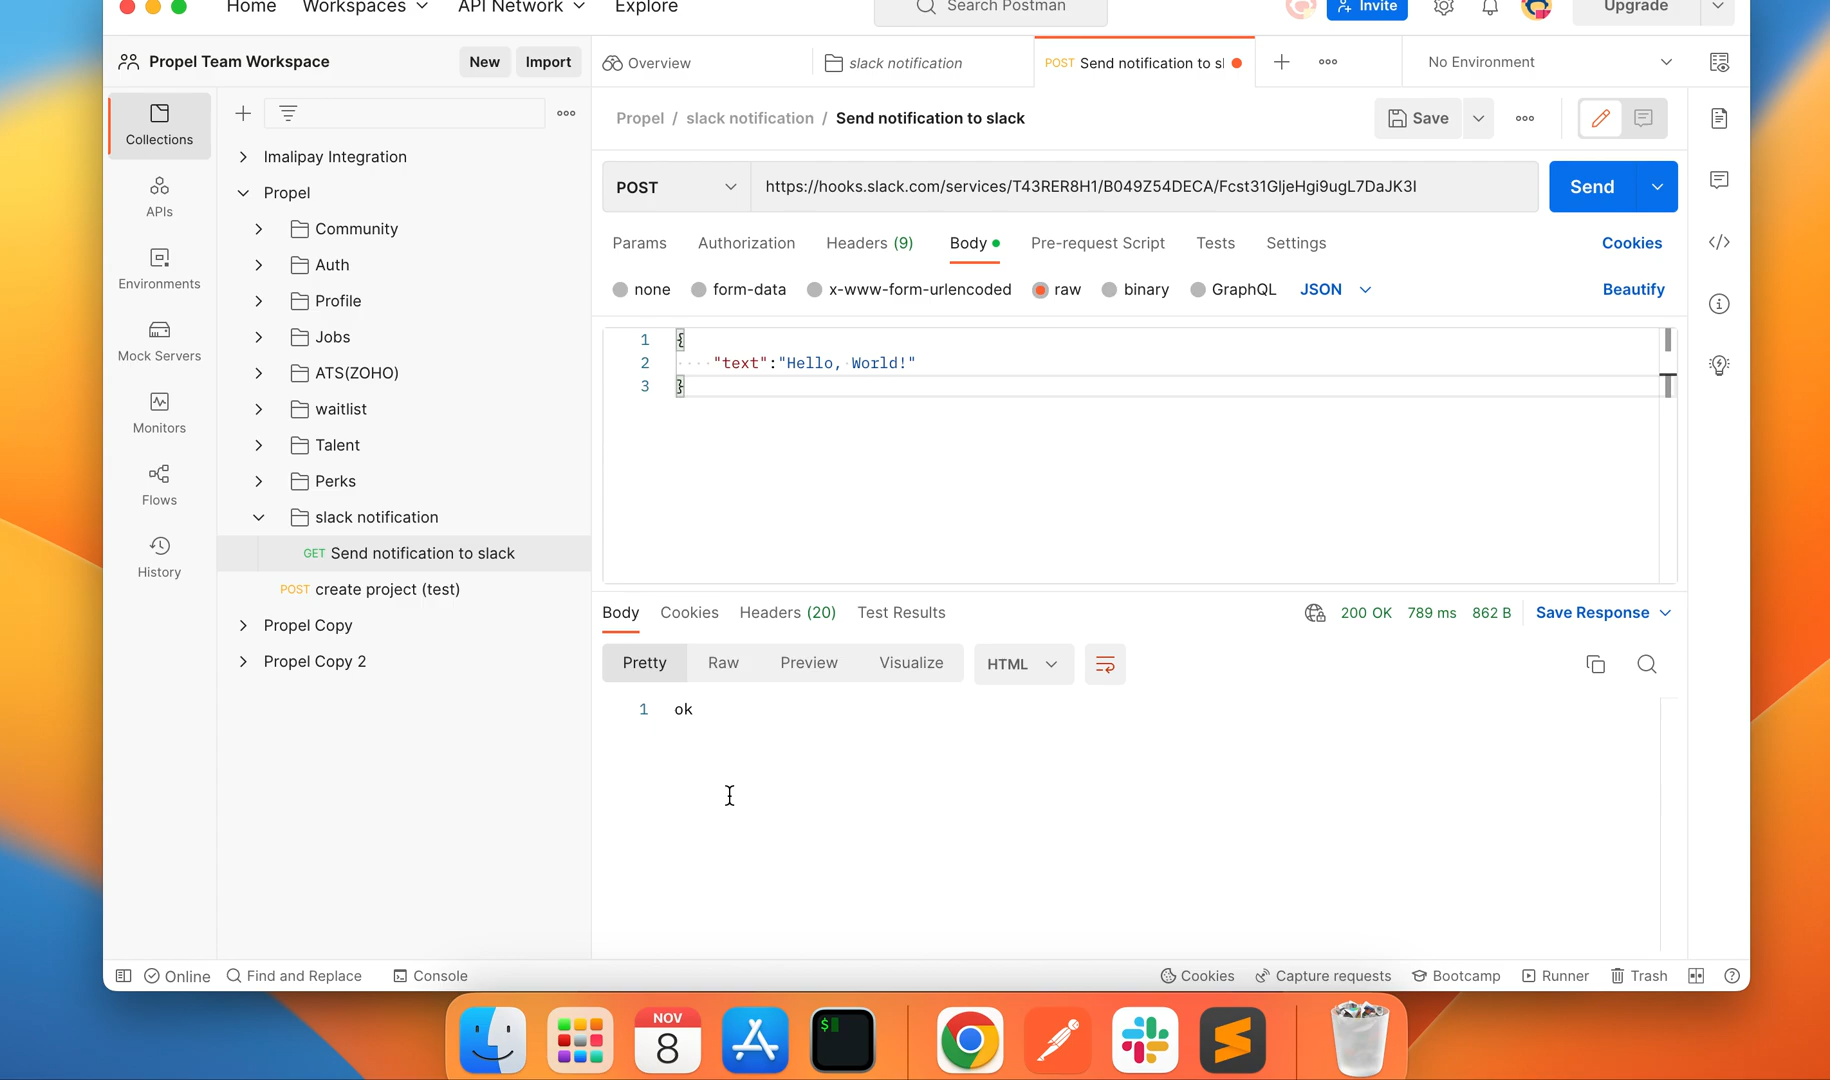 Home
Workspaces
API Network
Explore
Search Postman
Invite
Upgrade
Propel Team Workspace
New
Import
Overview
slack notification
POST Send notification to sl
No Environment
Collections
APIs
Environments
Mock Servers
Monitors
Flows
History
Imalipay Integration
Propel
Community
Auth
Profile
Jobs
ATS(ZOHO)
waitlist
Talent
Perks
slack notification
GET Send notification to slack
POST create project (test)
Propel Copy
Propel Copy 2
Propel / slack notification / Send notification to slack
Save
POST
https://hooks.slack.com/services/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
Send
Params
Authorization
Headers (9)
Body
Pre-request Script
Tests
Settings
Cookies
none
form-data
x-www-form-urlencoded
raw
binary
GraphQL
JSON
Beautify
1 {
2 "text":"Hello, World!"
3 }
Body
Cookies
Headers (20)
Test Results
200 OK
789 ms
862 B
Save Response
Pretty
Raw
Preview
Visualize
HTML
1 ok
Online
Find and Replace
Console
Cookies
Capture requests
Bootcamp
Runner
Trash
NOV
8
$